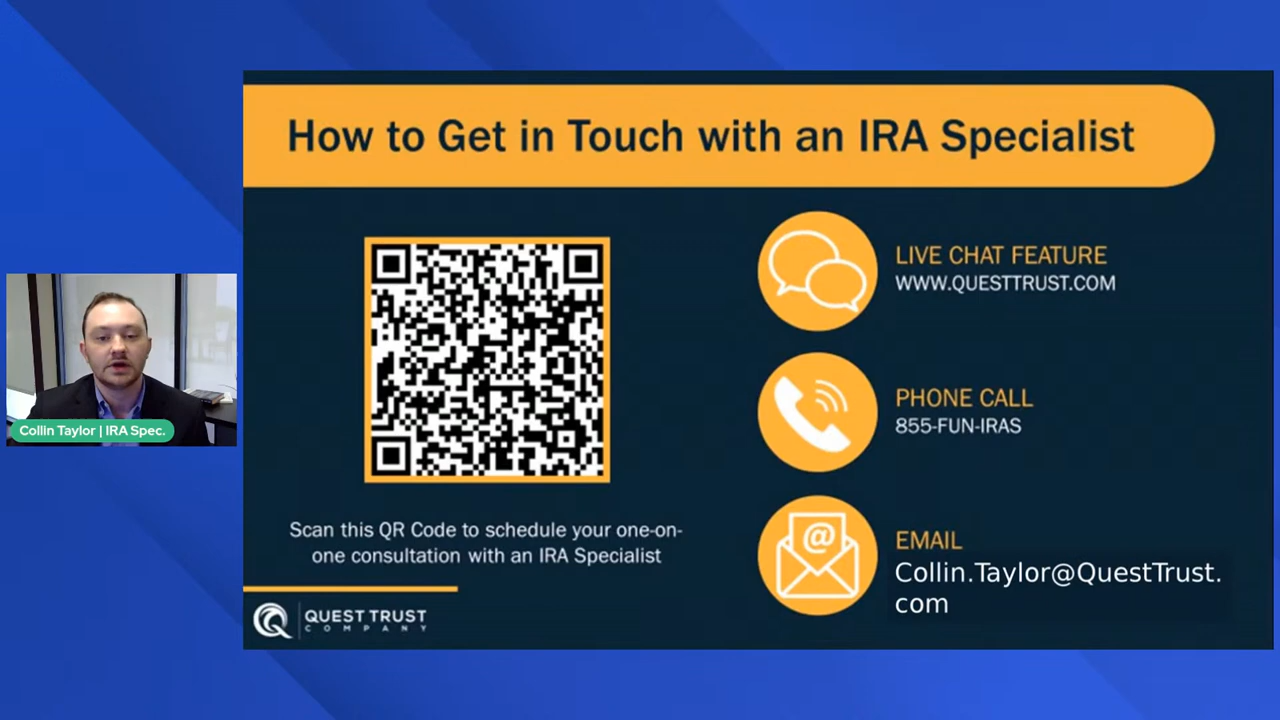 How to Get in Touch with an IRA Specialist
LIVE CHAT FEATURE
WWW.QUESTTRUST.COM
Collin Taylor | IRA Spec.
PHONE CALL
855-FUN-IRAS
Scan this QR Code to schedule your one-on-
one consultation with an IRA Specialist
@
EMAIL
Collin.Taylor@QuestTrust.
com
QUEST TRUST
COMPANY